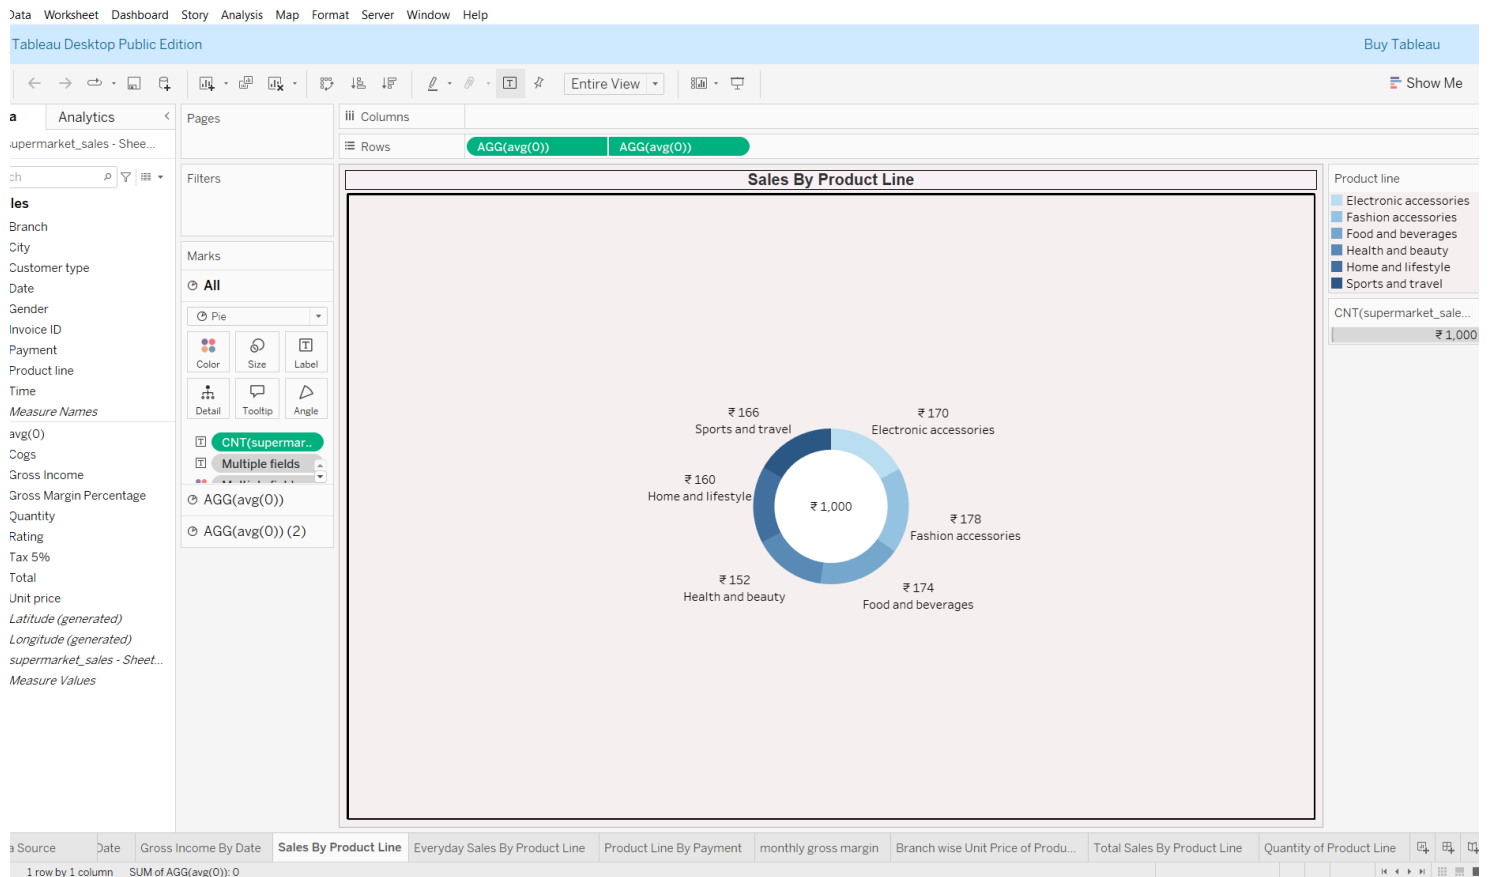 Data Worksheet Dashboard Story Analysis Map Format Server Window Help
Tableau Desktop Public Edition Buy Tableau
Entire View Show Me
Analytics Pages iii Columns
supermarket_sales - Shee...
Rows AGG(avg(0)) AGG(avg(0))
Filters
Branch
City
Customer type
Date
Gender
Invoice ID
Payment
Product line
Time
Measure Names
avg(0)
Cogs
Gross Income
Gross Margin Percentage
Quantity
Rating
Tax 5%
Total
Unit price
Latitude (generated)
Longitude (generated)
supermarket_sales - Sheet...
Measure Values
Marks
All
Pie
Color Size Label
Detail Tooltip Angle
CNT(supermar..
Multiple fields
AGG(avg(0))
AGG(avg(0)) (2)
Sales By Product Line
₹ 166
Sports and travel
₹ 170
Electronic accessories
₹ 160
Home and lifestyle
₹ 1,000
₹ 178
Fashion accessories
₹ 152
Health and beauty
₹ 174
Food and beverages
Product line
Electronic accessories
Fashion accessories
Food and beverages
Health and beauty
Home and lifestyle
Sports and travel
CNT(supermarket_sale...
₹ 1,000
Source Date Gross Income By Date Sales By Product Line Everyday Sales By Product Line Product Line By Payment monthly gross margin Branch wise Unit Price of Produ... Total Sales By Product Line Quantity of Product Line
1 row by 1 column SUM of AGG(avg(0)): 0